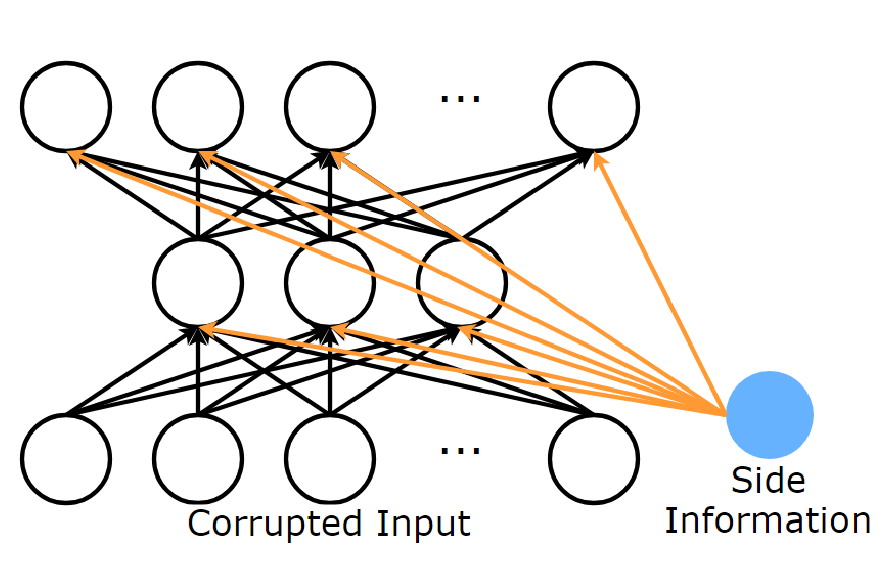 ...
...
Corrupted Input
Side
Information